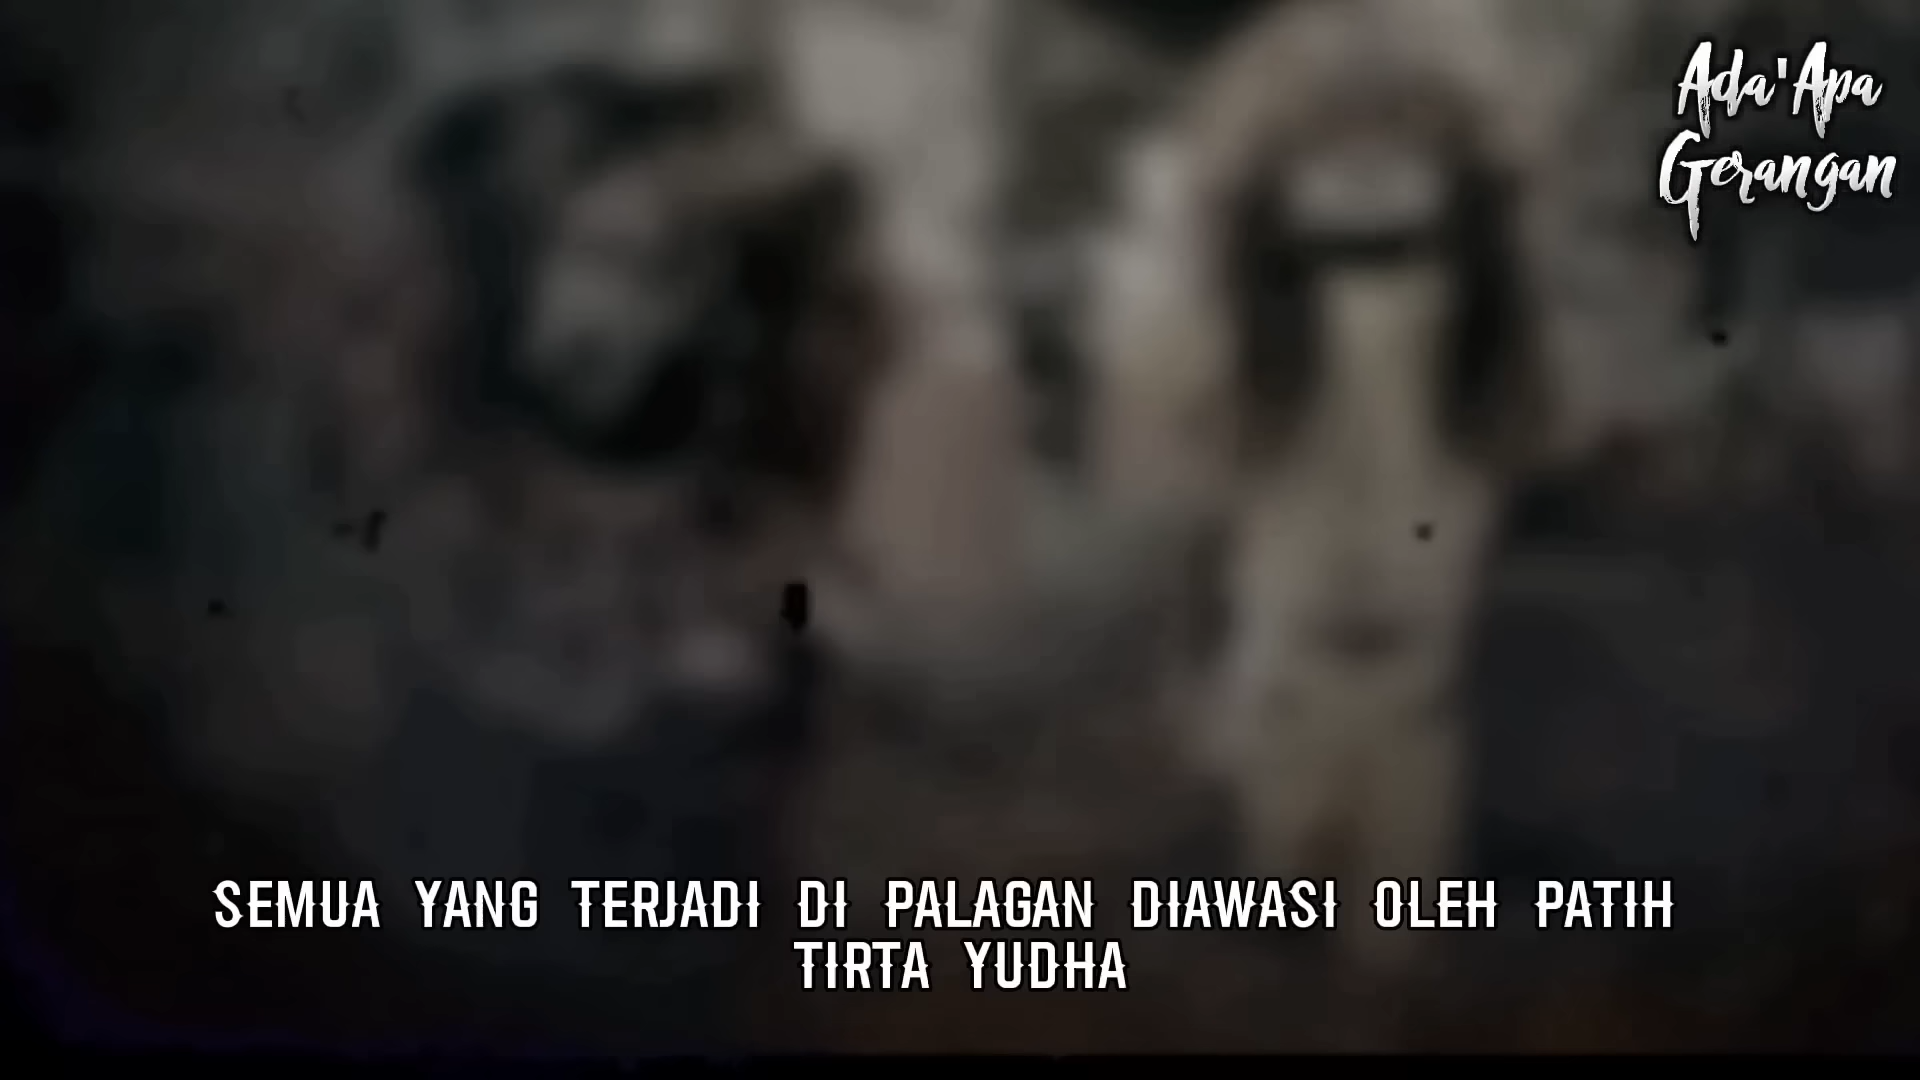 Ada'Apa
Gerangan
SEMUA YANG TERJADI DI PALAGAN DIAWASI OLEH PATIH
TIRTA YUDHA